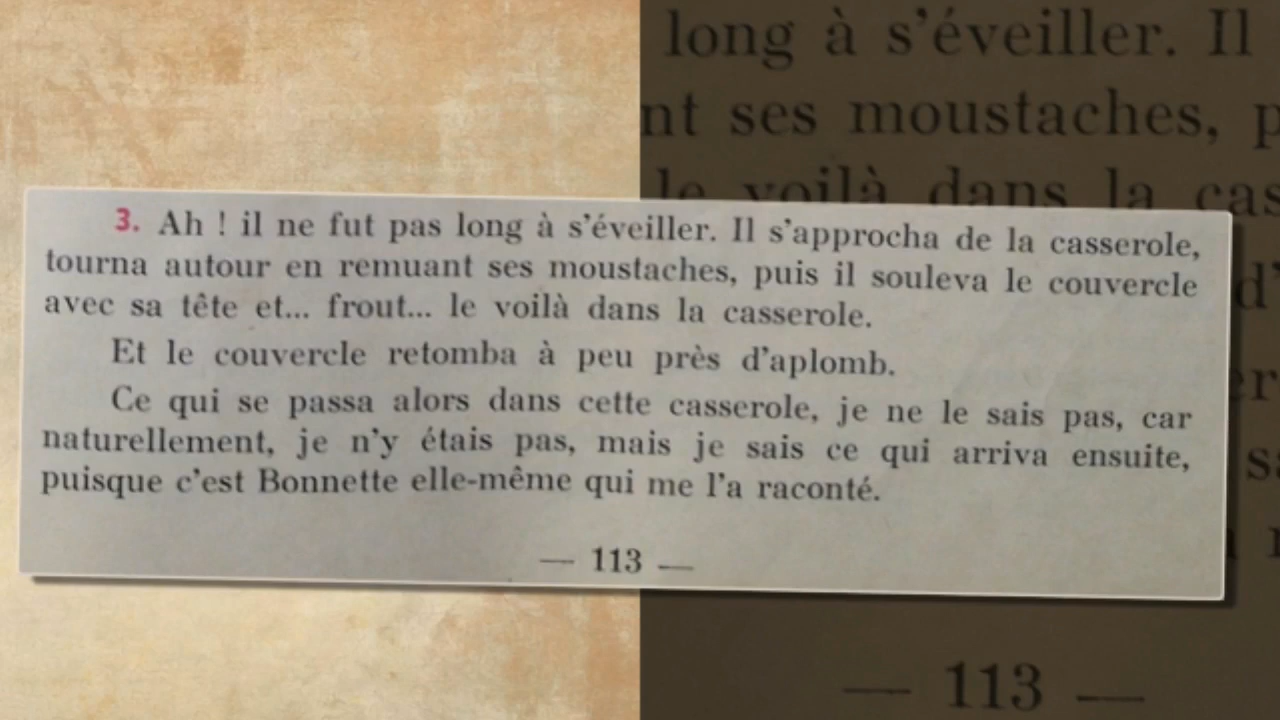 long à s'éveiller. Il
nt ses moustaches, p
le voilà dans la cas
3. Ah ! il ne fut pas long à s'éveiller. Il s'approcha de la casserole,
tourna autour en remuant ses moustaches, puis il souleva le couvercle
avec sa tête et... frout... le voilà dans la casserole.
Et le couvercle retomba à peu près d'aplomb.
Ce qui se passa alors dans cette casserole, je ne le sais pas, car
naturellement, je n'y étais pas, mais je sais ce qui arriva ensuite,
puisque c'est Bonnette elle-même qui me l'a raconté.
— 113 —
— 113 —